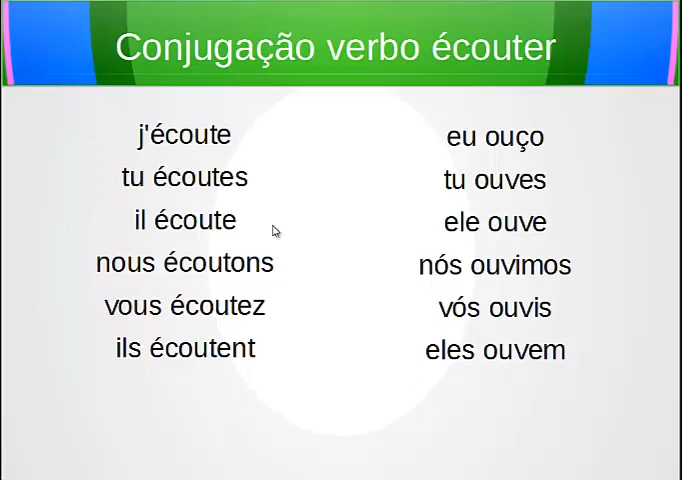 Conjugação verbo écouter
j'écoute
tu écoutes
il écoute
nous écoutons
vous écoutez
ils écoutent
eu ouço
tu ouves
ele ouve
nós ouvimos
vós ouvis
eles ouvem